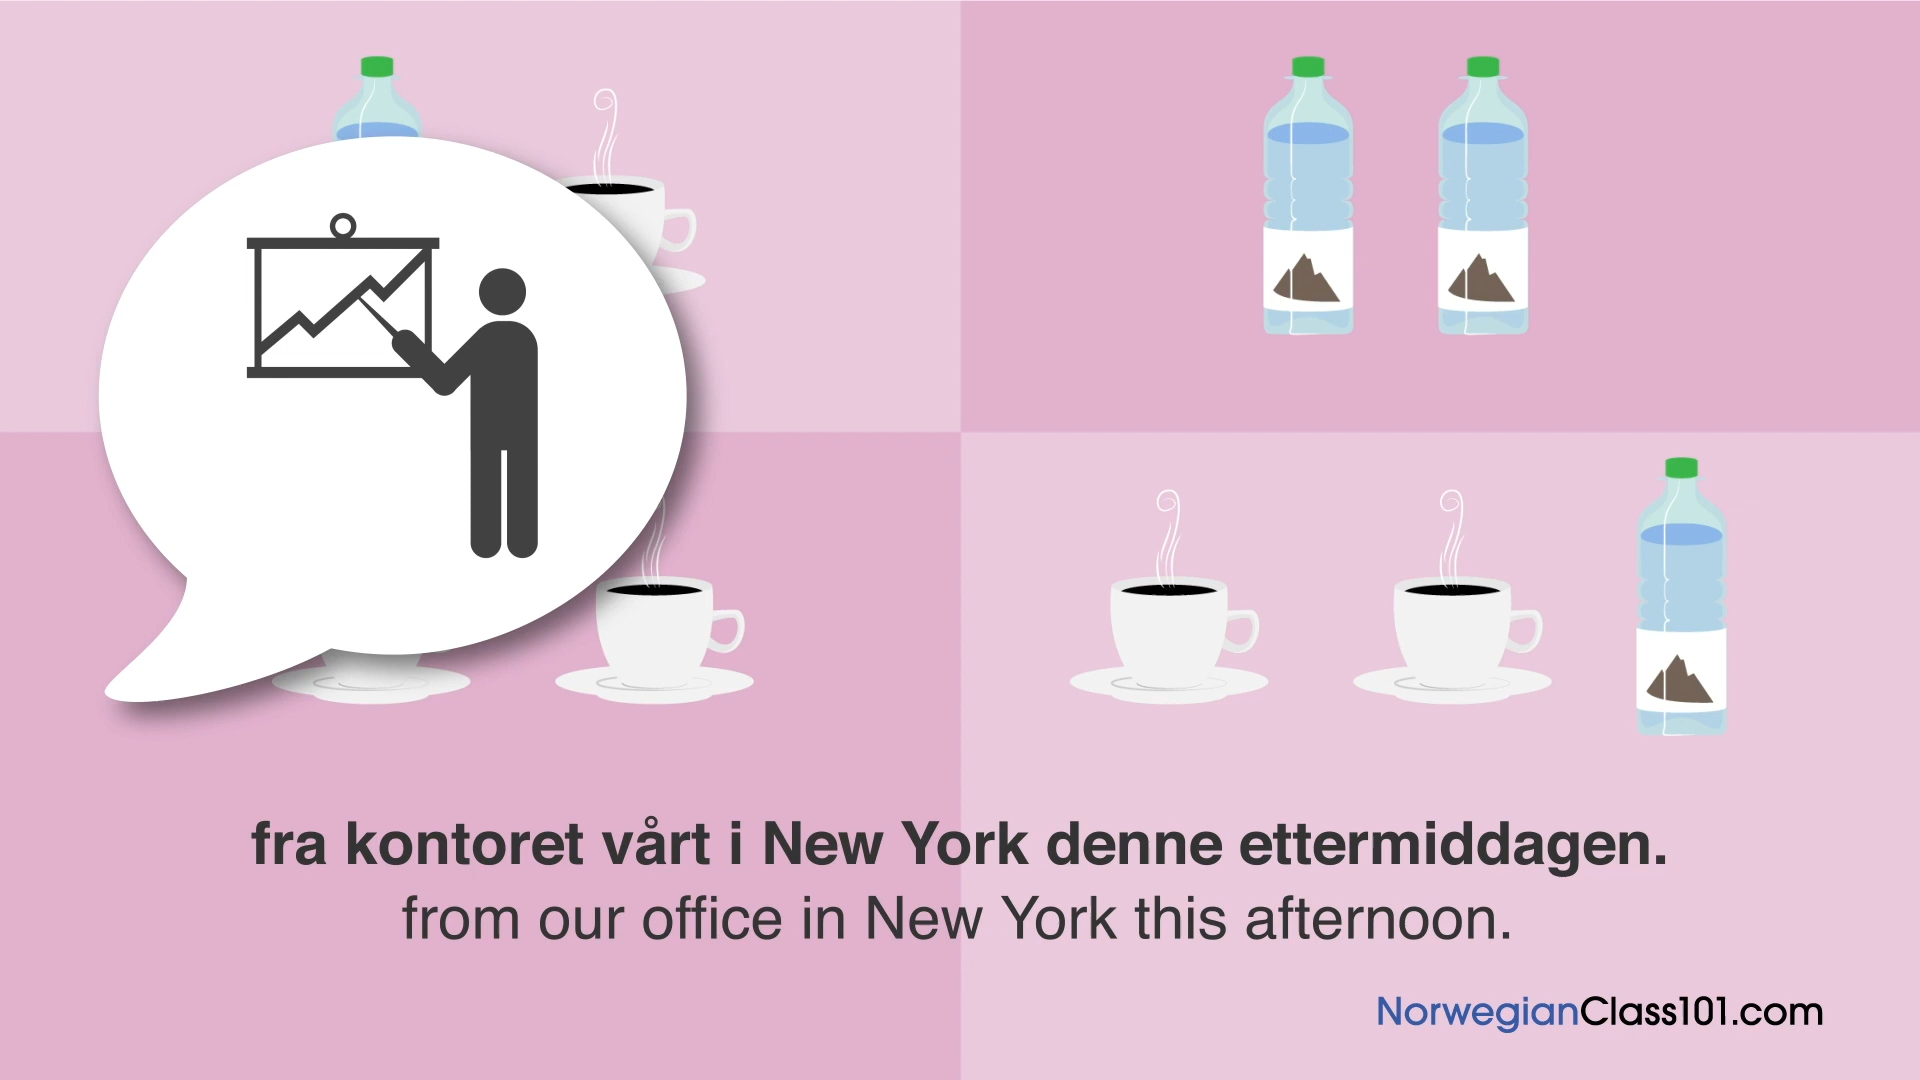 fra kontoret vårt i New York denne ettermiddagen.
from our office in New York this afternoon.
NorwegianClass101.com